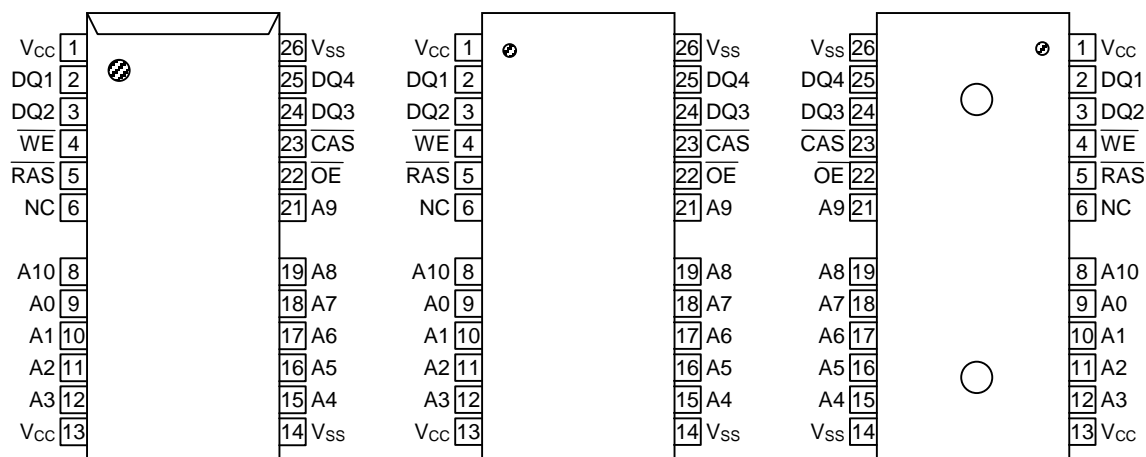 VCC 1 26 VSS VCC 1 26 VSS VSS 26 1 VCC
DQ1 2 25 DQ4 DQ1 2 25 DQ4 DQ4 25 2 DQ1
DQ2 3 24 DQ3 DQ2 3 24 DQ3 DQ3 24 3 DQ2
WE 4 23 CAS WE 4 23 CAS CAS 23 4 WE
RAS 5 22 OE RAS 5 22 OE OE 22 5 RAS
NC 6 21 A9 NC 6 21 A9 A9 21 6 NC
A10 8 19 A8 A10 8 19 A8 A8 19 8 A10
A0 9 18 A7 A0 9 18 A7 A7 18 9 A0
A1 10 17 A6 A1 10 17 A6 A6 17 10 A1
A2 11 16 A5 A2 11 16 A5 A5 16 11 A2
A3 12 15 A4 A3 12 15 A4 A4 15 12 A3
VCC 13 14 VSS VCC 13 14 VSS VSS 14 13 VCC